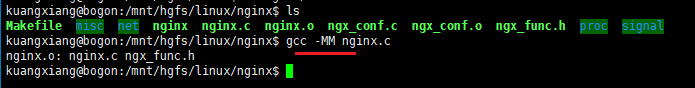 kuangxiang@bogon:/mnt/hgfs/linux/nginx$ ls
Makefile misc net nginx nginx.c nginx.o ngx_conf.c ngx_conf.o ngx_func.h proc signal
kuangxiang@bogon:/mnt/hgfs/linux/nginx$ gcc -MM nginx.c
nginx.o: nginx.c ngx_func.h
kuangxiang@bogon:/mnt/hgfs/linux/nginx$